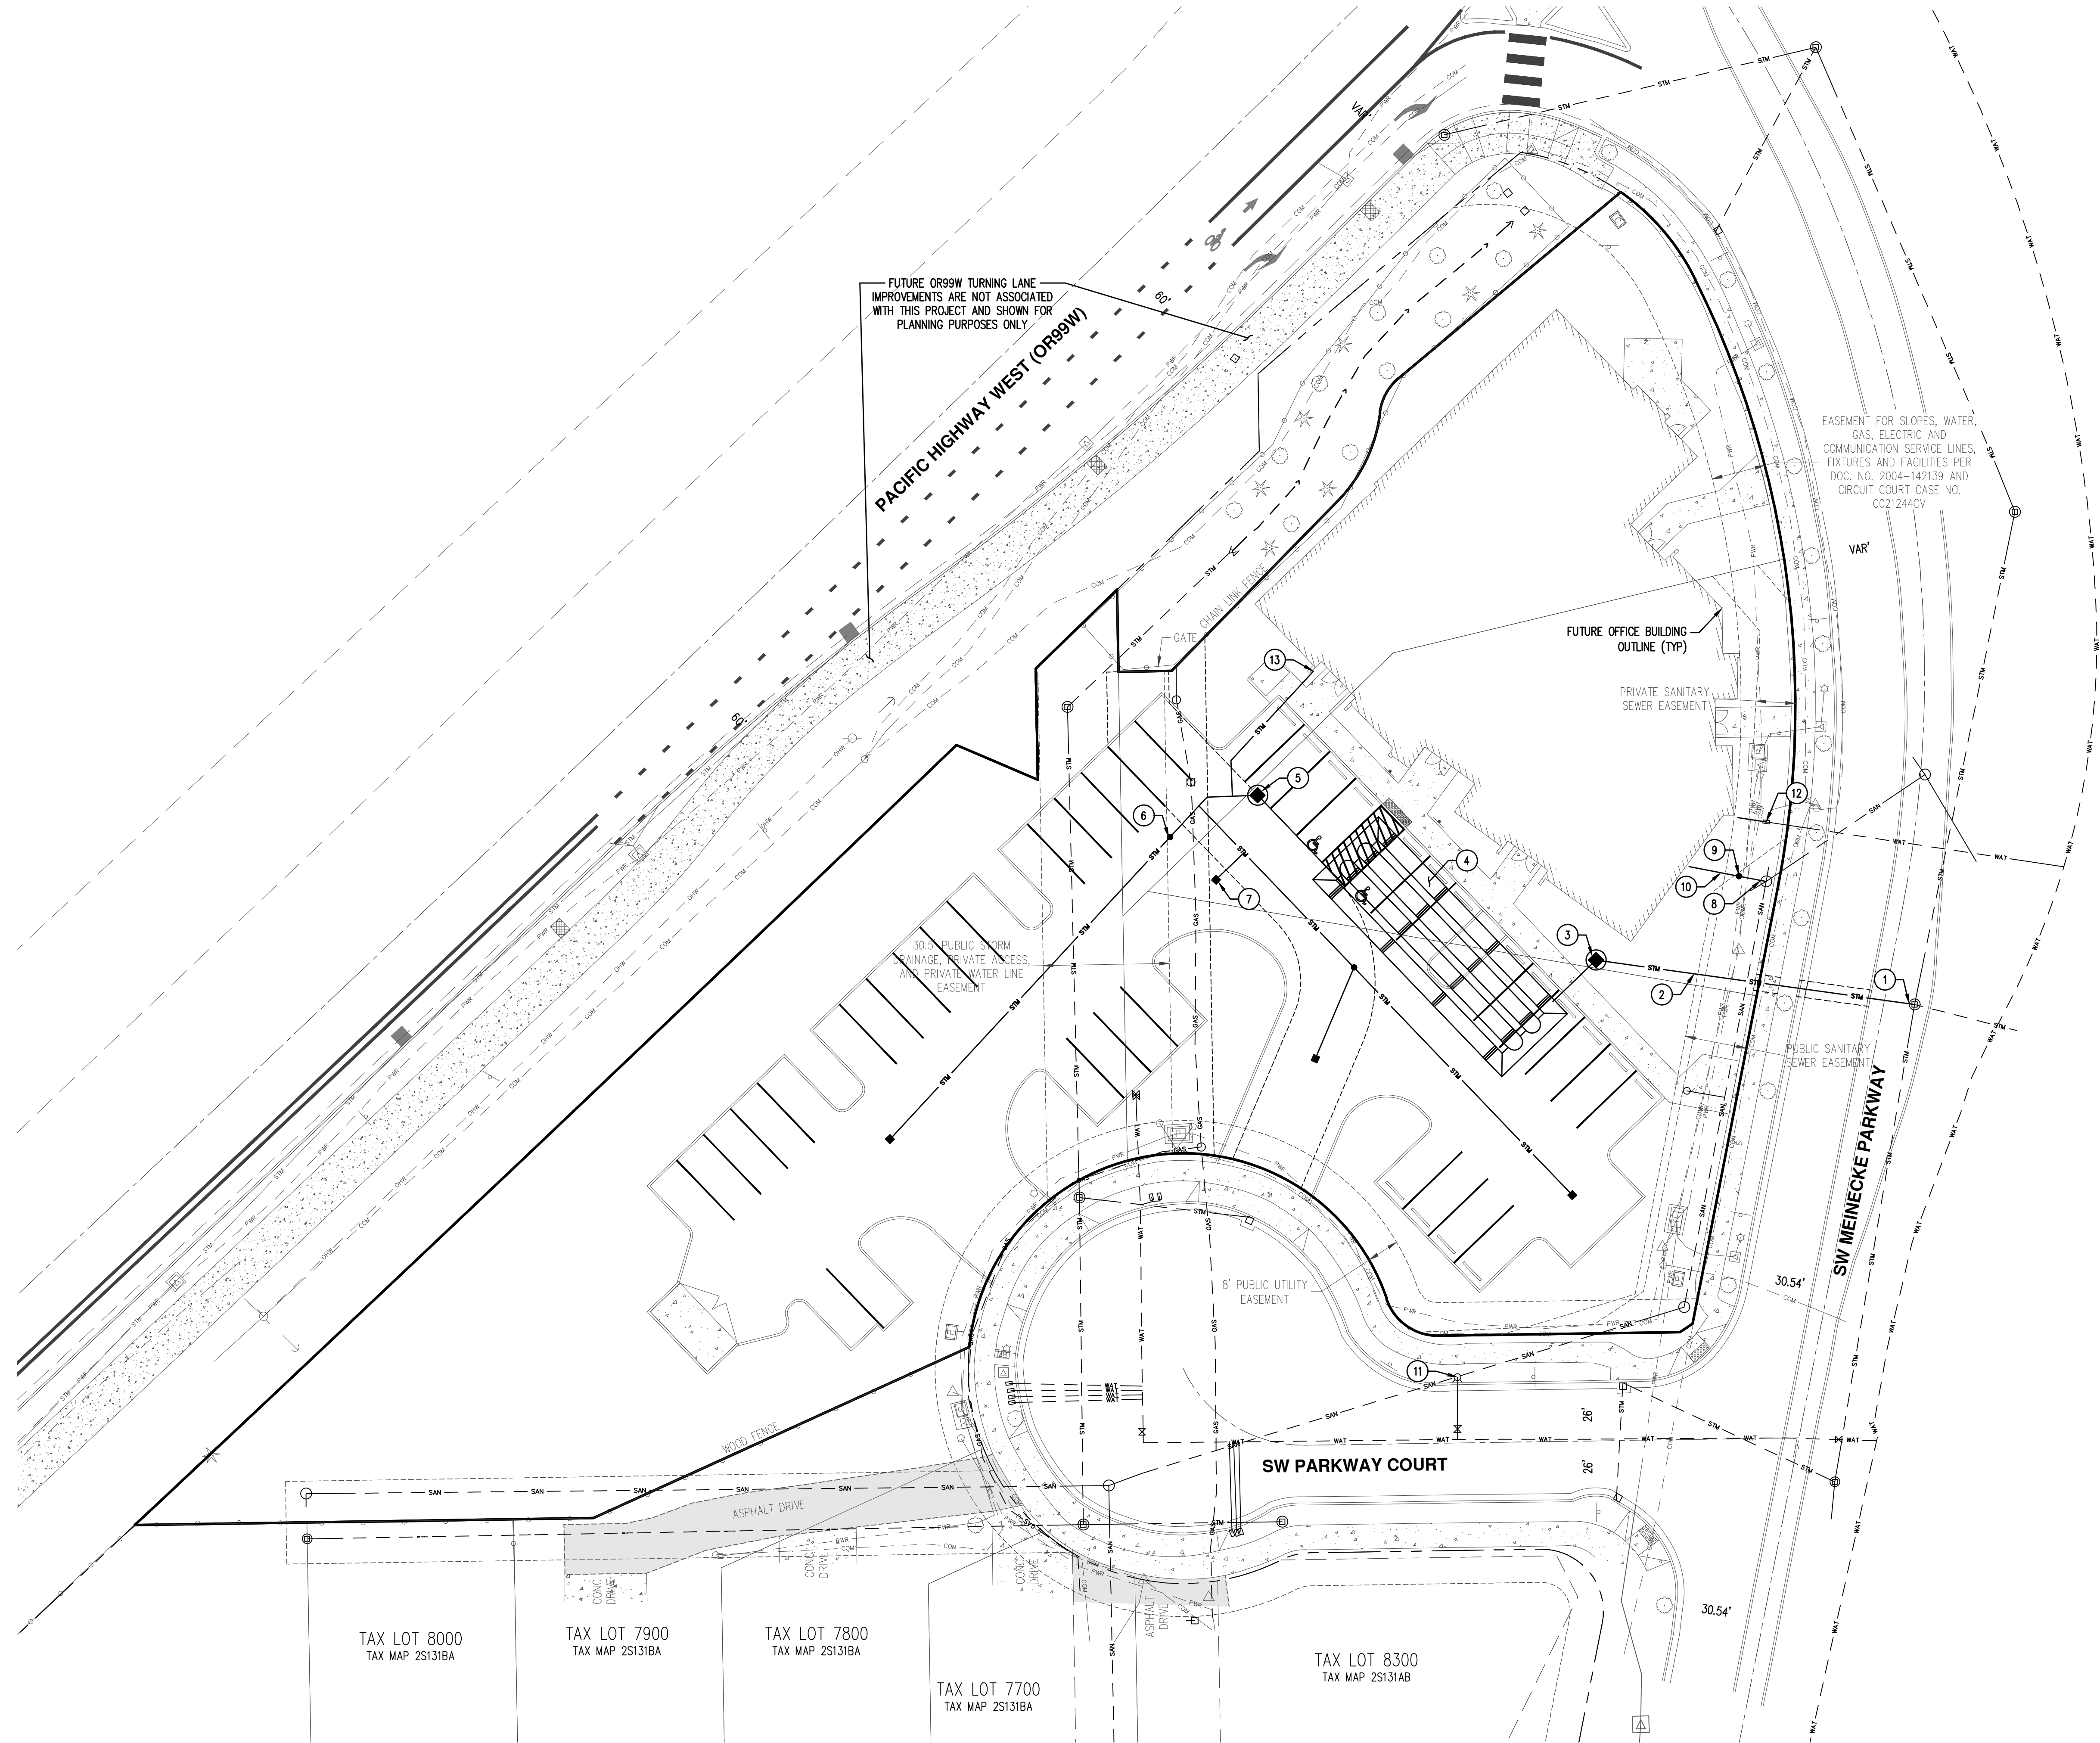 VAR'
FUTURE OR99W TURNING LANE
IMPROVEMENTS ARE NOT ASSOCIATED
WITH THIS PROJECT AND SHOWN FOR
PLANNING PURPOSES ONLY
60'
PACIFIC HIGHWAY WEST (OR99W)
EASEMENT FOR SLOPES, WATER,
GAS, ELECTRIC AND
COMMUNICATION SERVICE LINES,
FIXTURES AND FACILITIES PER
DOC. NO. 2004-142139 AND
CIRCUIT COURT CASE NO.
C021244CV
VAR'
CHAIN LINK FENCE
GATE
FUTURE OFFICE BUILDING
OUTLINE (TYP)
13
PRIVATE SANITARY
SEWER EASEMENT
60'
5
12
6
4
9
10
8
7
3
30.5' PUBLIC STORM
DRAINAGE, PRIVATE ACCESS,
AND PRIVATE WATER LINE
EASEMENT
2
1
PUBLIC SANITARY
SEWER EASEMENT
SW MEINECKE PARKWAY
8' PUBLIC UTILITY
EASEMENT
30.54'
11
26'
WOOD FENCE
SW PARKWAY COURT
26'
ASPHALT DRIVE
CONC
DRIVE
CONC
DRIVE
CONC
DRIVE
ASPHALT
DRIVE
30.54'
TAX LOT 8000
TAX MAP 2S131BA
TAX LOT 7900
TAX MAP 2S131BA
TAX LOT 7800
TAX MAP 2S131BA
TAX LOT 7700
TAX MAP 2S131BA
TAX LOT 8300
TAX MAP 2S131AB
STM
SAN
WAT
GAS
COM
PWR
OHW